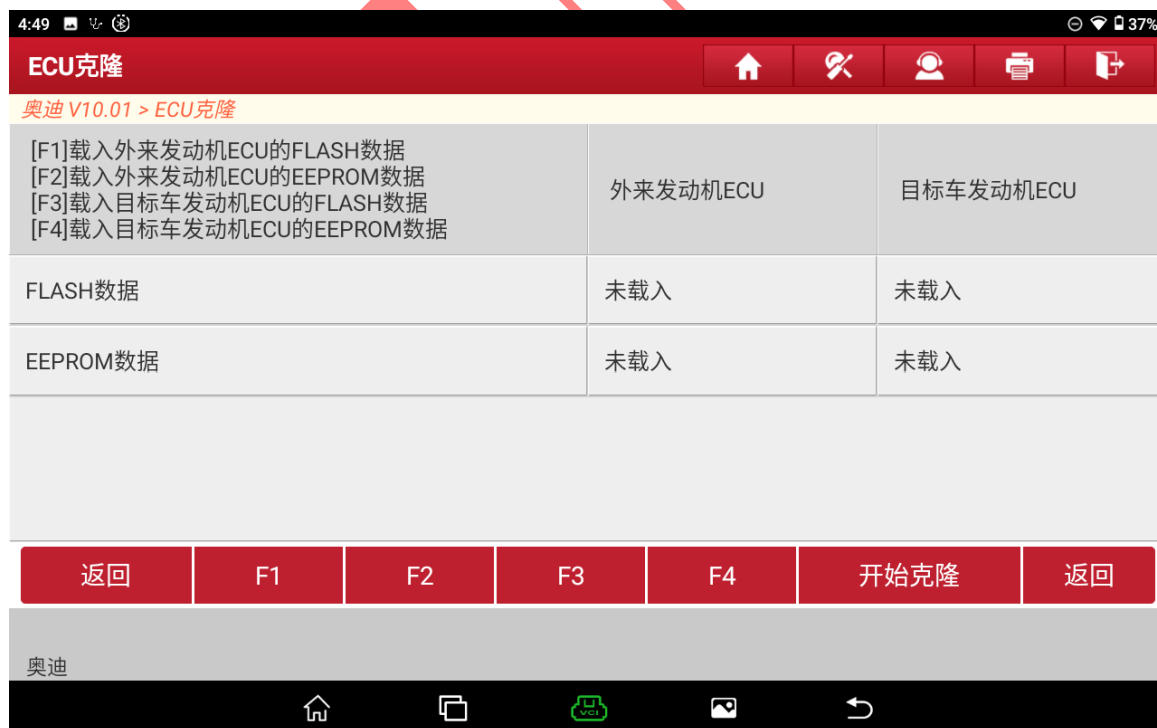 4:49
37%
ECU克隆
奥迪 V10.01 > ECU克隆
[F1]载入外来发动机ECU的FLASH数据
[F2]载入外来发动机ECU的EEPROM数据
[F3]载入目标车发动机ECU的FLASH数据
[F4]载入目标车发动机ECU的EEPROM数据
外来发动机ECU
目标车发动机ECU
FLASH数据
未载入
未载入
EEPROM数据
未载入
未载入
返回
F1
F2
F3
F4
开始克隆
返回
奥迪
VCI